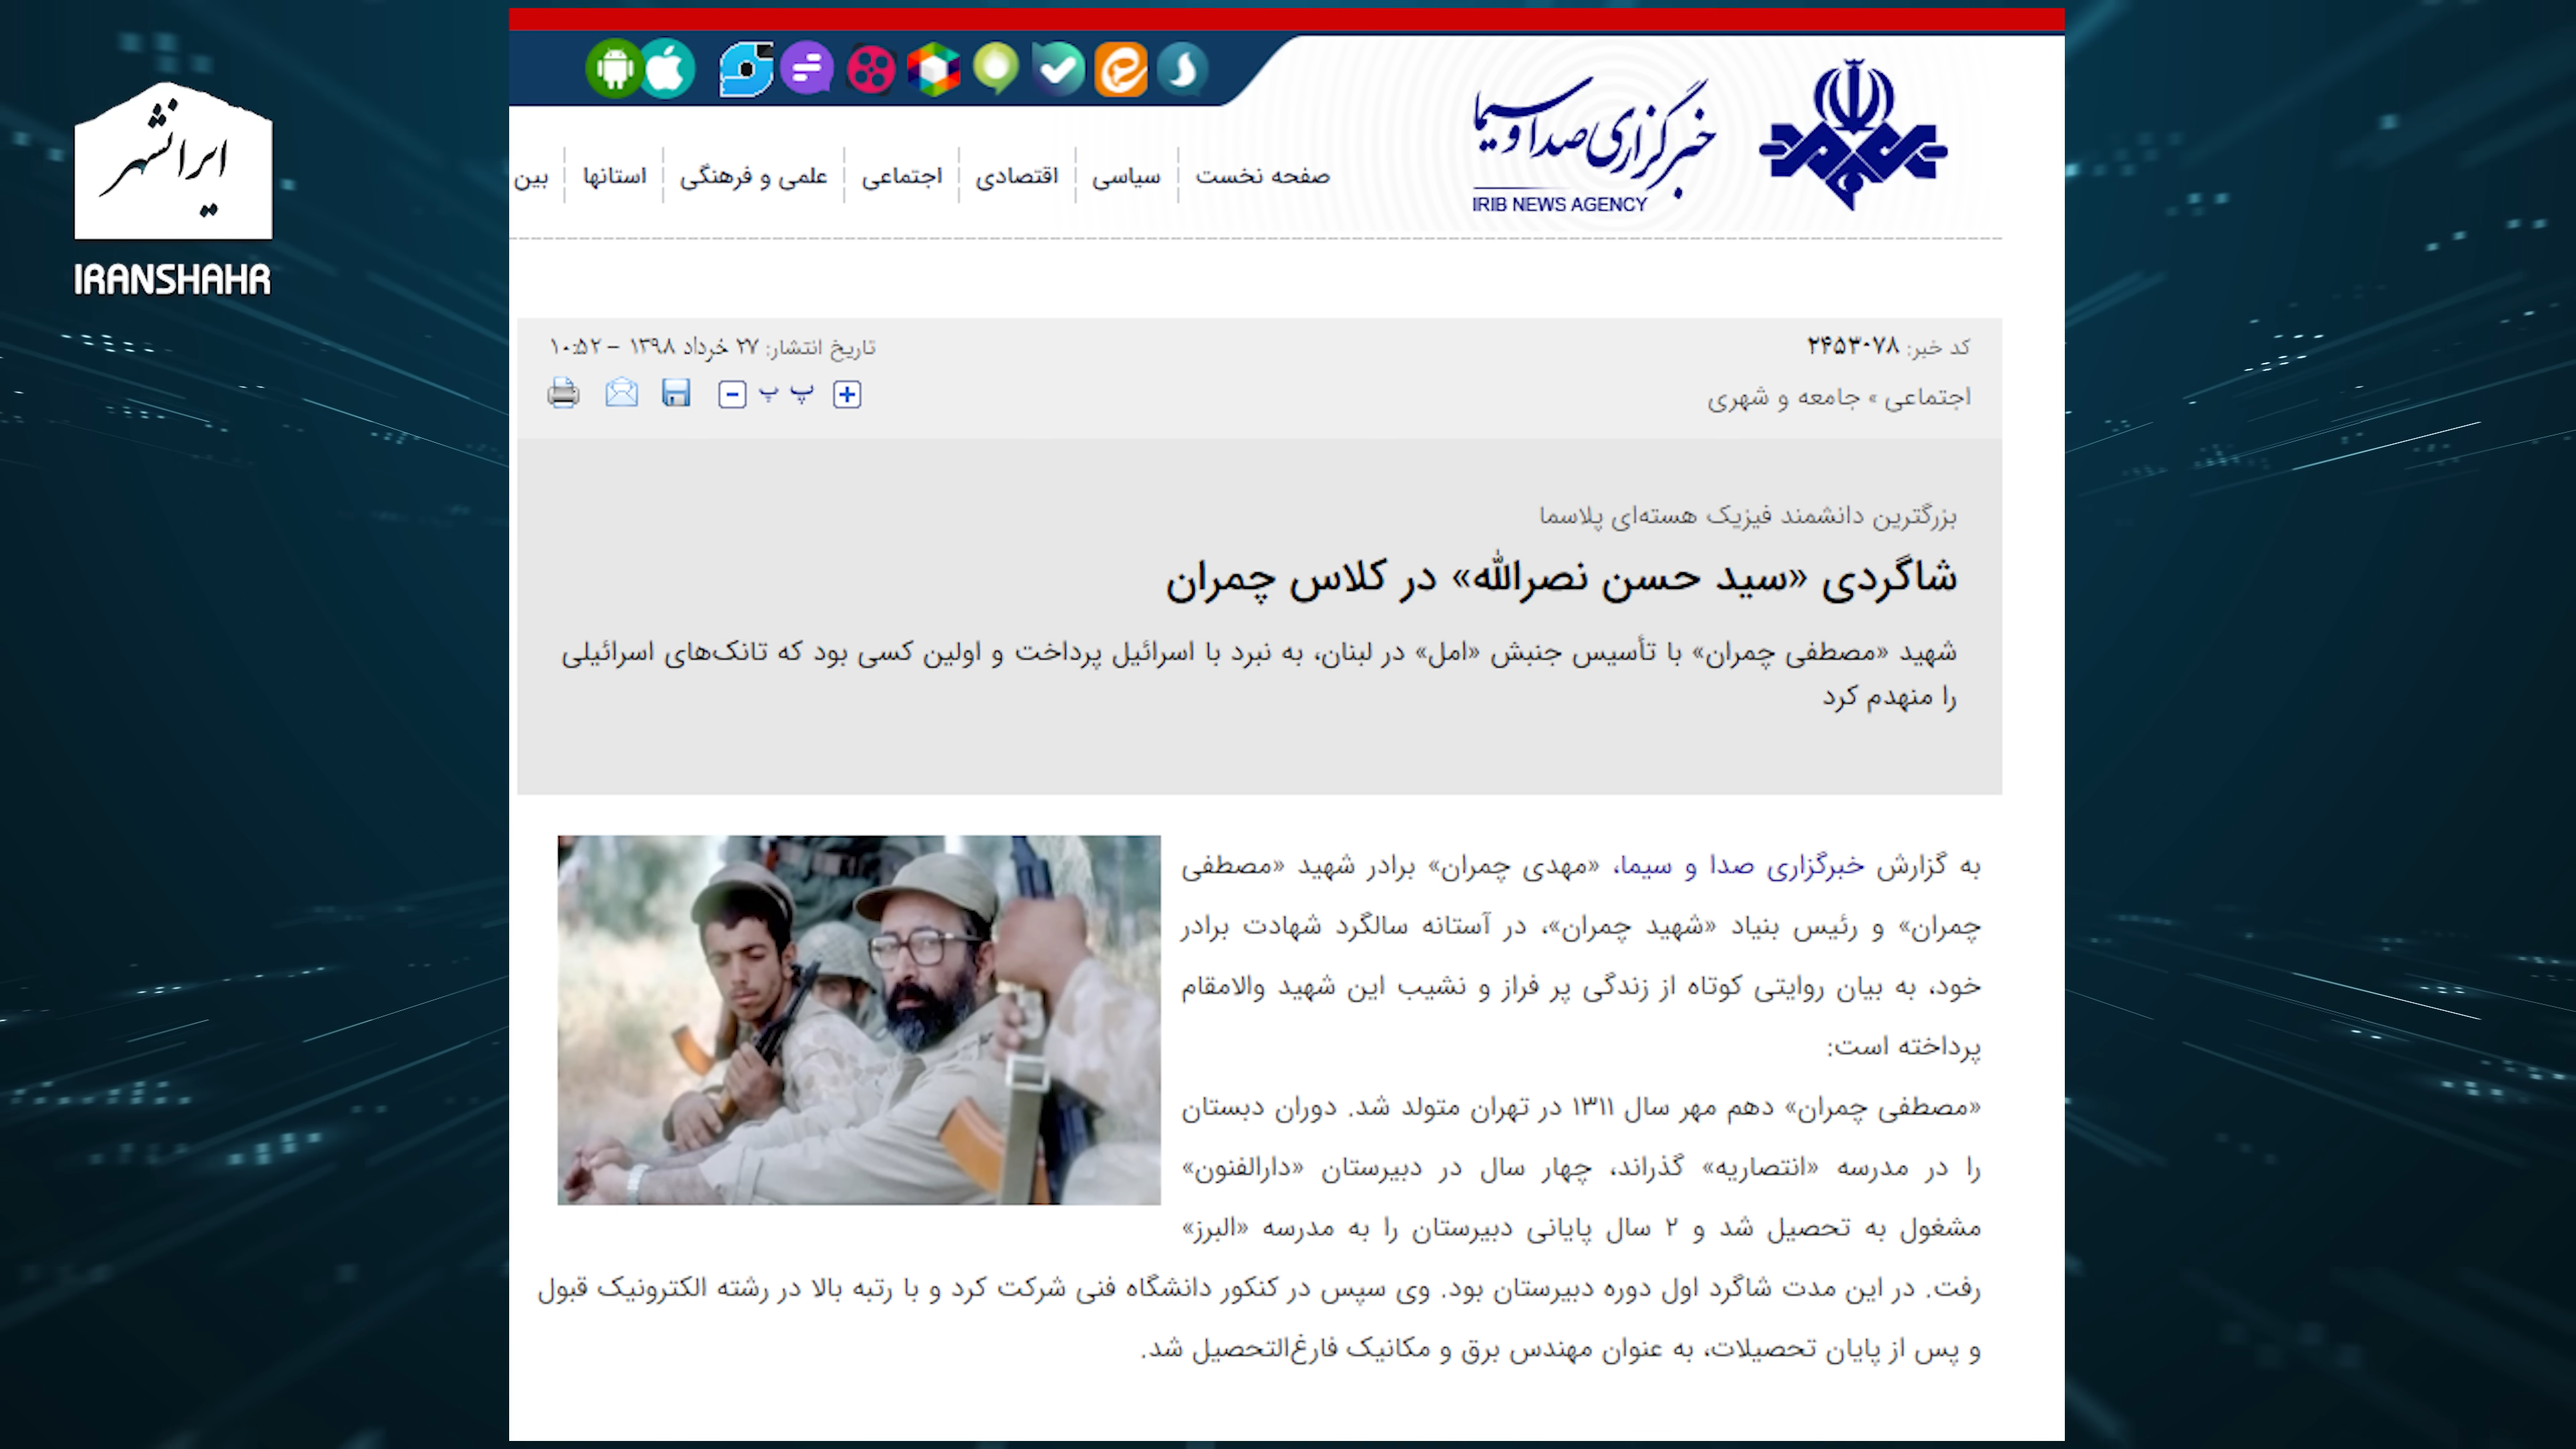 ایرانشهر
IRANSHAHR
خبرگزاری صدا و سیما
IRIB NEWS AGENCY
صفحه نخست | سیاسی | اقتصادی | اجتماعی | علمی و فرهنگی | استانها | بین
کد خبر: ۲۴۵۳۰۷۸
تاریخ انتشار: ۲۷ خرداد ۱۳۹۸ – ۱۰:۵۲
اجتماعی » جامعه و شهری
پ پ
بزرگترین دانشمند فیزیک هسته‌ای پلاسما
شاگردی «سید حسن نصرالله» در کلاس چمران
شهید «مصطفی چمران» با تأسیس جنبش «امل» در لبنان، به نبرد با اسرائیل پرداخت و اولین کسی بود که تانک‌های اسرائیلی
را منهدم کرد
به گزارش خبرگزاری صدا و سیما، «مهدی چمران» برادر شهید «مصطفی
چمران» و رئیس بنیاد «شهید چمران»، در آستانه سالگرد شهادت برادر
خود، به بیان روایتی کوتاه از زندگی پر فراز و نشیب این شهید والامقام
پرداخته است:
«مصطفی چمران» دهم مهر سال ۱۳۱۱ در تهران متولد شد. دوران دبستان
را در مدرسه «انتصاریه» گذراند، چهار سال در دبیرستان «دارالفنون»
مشغول به تحصیل شد و ۲ سال پایانی دبیرستان را به مدرسه «البرز»
رفت. در این مدت شاگرد اول دوره دبیرستان بود. وی سپس در کنکور دانشگاه فنی شرکت کرد و با رتبه بالا در رشته الکترونیک قبول
و پس از پایان تحصیلات، به عنوان مهندس برق و مکانیک فارغ‌التحصیل شد.